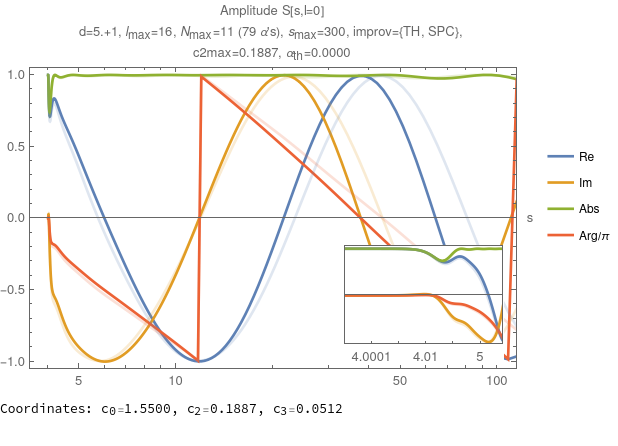 Amplitude S[s,l=0]
d=5.+1, lmax=16, Nmax=11 (79 α's), smax=300, improv={TH, SPC},
c2max=0.1887, αth=0.0000
1.0
0.5
0.0
−0.5
−1.0
5
10
50
100
s
4.0001
4.01
5
Re
Im
Abs
Arg/π
Coordinates: c0=1.5500, c2=0.1887, c3=0.0512